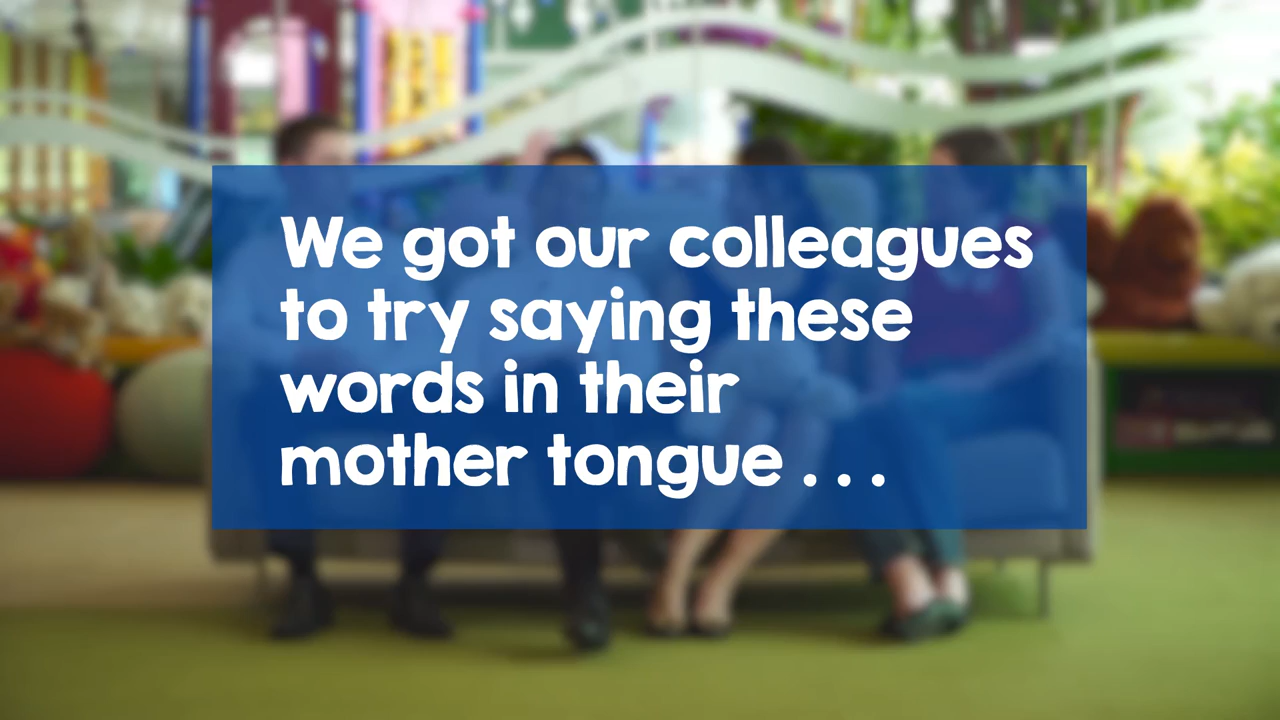 We got our colleagues
to try saying these
words in their
mother tongue . . .